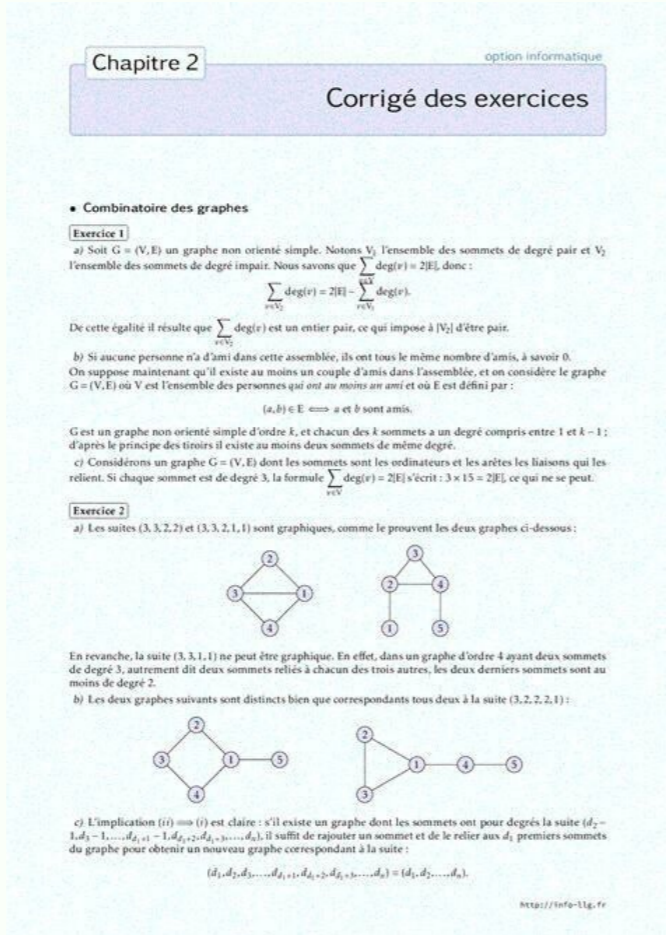 Chapitre 2
option informatique
Corrigé des exercices
• Combinatoire des graphes
Exercice 1
a) Soit G = (V,E) un graphe non orienté simple. Notons V₁ l'ensemble des sommets de degré pair et V₂
l'ensemble des sommets de degré impair. Nous savons que ∑_{v∈V} deg(v) = 2|E|, donc :
∑_{v∈V₂} deg(v) = 2|E| − ∑_{v∈V₁} deg(v).
De cette égalité il résulte que ∑_{v∈V₂} deg(v) est un entier pair, ce qui impose à |V₂| d'être pair.
b) Si aucune personne n'a d'ami dans cette assemblée, ils ont tous le même nombre d'amis, à savoir 0.
On suppose maintenant qu'il existe au moins un couple d'amis dans l'assemblée, et on considère le graphe
G = (V,E) où V est l'ensemble des personnes qui ont au moins un ami et où E est défini par :
(a,b) ∈ E ⟺ a et b sont amis.
G est un graphe non orienté simple d'ordre k, et chacun des k sommets a un degré compris entre 1 et k − 1 ;
d'après le principe des tiroirs il existe au moins deux sommets de même degré.
c) Considérons un graphe G = (V,E) dont les sommets sont les ordinateurs et les arêtes les liaisons qui les
relient. Si chaque sommet est de degré 3, la formule ∑_{v∈V} deg(v) = 2|E| s'écrit : 3 × 15 = 2|E|, ce qui ne se peut.
Exercice 2
a) Les suites (3,3,2,2) et (3,3,2,1,1) sont graphiques, comme le prouvent les deux graphes ci-dessous :
2 3
3 1 2 4
4 1 5
En revanche, la suite (3,3,1,1) ne peut être graphique. En effet, dans un graphe d'ordre 4 ayant deux sommets
de degré 3, autrement dit deux sommets reliés à chacun des trois autres, les deux derniers sommets sont au
moins de degré 2.
b) Les deux graphes suivants sont distincts bien que correspondants tous deux à la suite (3,2,2,2,1) :
2 2
3 1 5 1 4 5
4 3
c) L'implication (ii) ⟹ (i) est claire : s'il existe un graphe dont les sommets ont pour degrés la suite (d₂ −
1,d₃ − 1,...,d_{d₁+1} − 1,d_{d₁+2},d_{d₁+3},...,dₙ), il suffit de rajouter un sommet et de le relier aux d₁ premiers sommets
du graphe pour obtenir un nouveau graphe correspondant à la suite :
(d₁,d₂,d₃,...,d_{d₁+1},d_{d₁+2},d_{d₁+3},...,dₙ) = (d₁,d₂,...,dₙ).
http://info-llg.fr